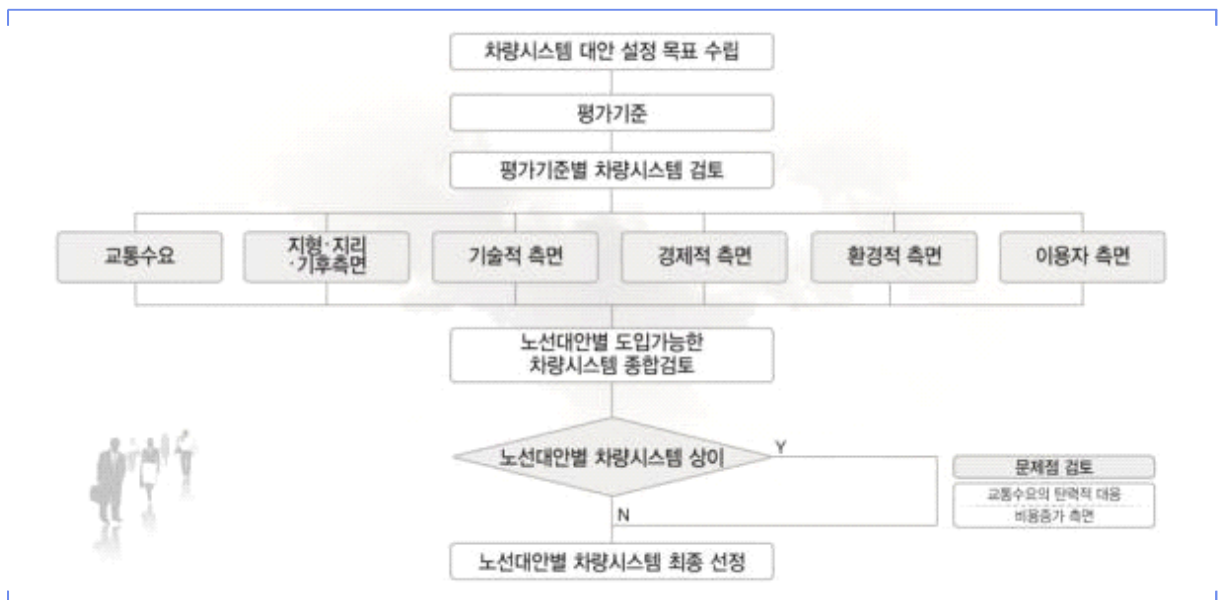 차량시스템 대안 설정 목표 수립
평가기준
평가기준별 차량시스템 검토
교통수요
지형·지리
·기후측면
기술적 측면
경제적 측면
환경적 측면
이용자 측면
노선대안별 도입가능한
차량시스템 종합검토
노선대안별 차량시스템 상이
Y
문제점 검토
교통수요의 탄력적 대응
비용증가 측면
N
노선대안별 차량시스템 최종 선정